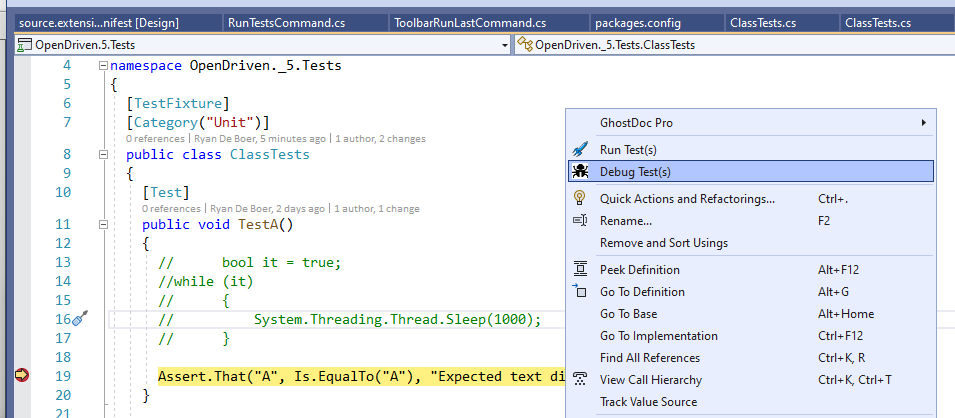 source.extensi...nifest [Design] RunTestsCommand.cs ToolbarRunLastCommand.cs packages.config ClassTests.cs ClassTests.cs
OpenDriven.5.Tests OpenDriven._5.Tests.ClassTests
4 namespace OpenDriven._5.Tests
5 {
6 [TestFixture]
7 [Category("Unit")]
0 references | Ryan De Boer, 5 minutes ago | 1 author, 2 changes
8 public class ClassTests
9 {
10 [Test]
0 references | Ryan De Boer, 2 days ago | 1 author, 1 change
11 public void TestA()
12 {
13 // bool it = true;
14 //while (it)
15 // {
16 // System.Threading.Thread.Sleep(1000);
17 // }
18
19 Assert.That("A", Is.EqualTo("A"), "Expected text di
20 }
21
GhostDoc Pro
Run Test(s)
Debug Test(s)
Quick Actions and Refactorings... Ctrl+.
Rename... F2
Remove and Sort Usings
Peek Definition Alt+F12
Go To Definition Alt+G
Go To Base Alt+Home
Go To Implementation Ctrl+F12
Find All References Ctrl+K, R
View Call Hierarchy Ctrl+K, Ctrl+T
Track Value Source